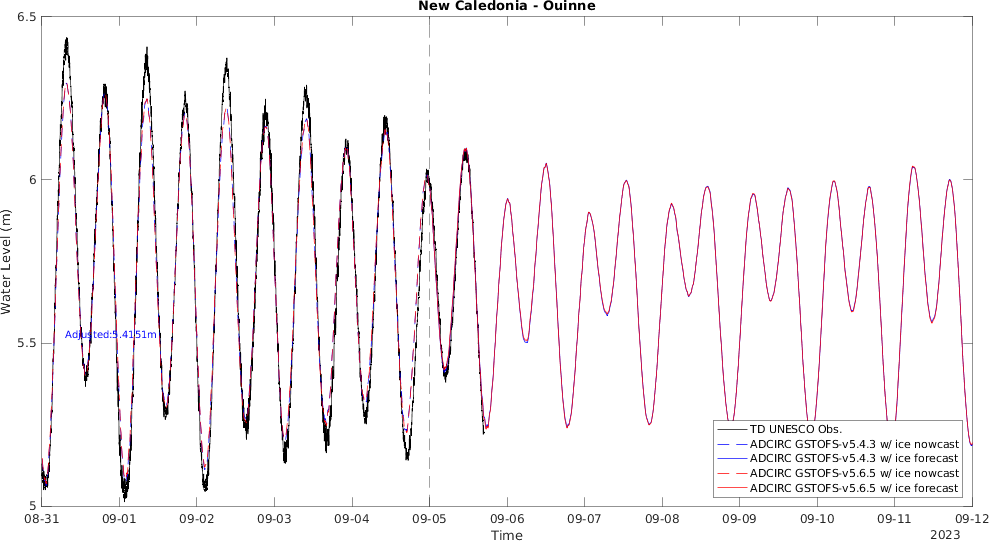 New Caledonia - Ouinne
6.5
6
5.5
5
Water Level (m)
Adjusted:5.4151m
TD UNESCO Obs.
ADCIRC GSTOFS-v5.4.3 w/ ice nowcast
ADCIRC GSTOFS-v5.4.3 w/ ice forecast
ADCIRC GSTOFS-v5.6.5 w/ ice nowcast
ADCIRC GSTOFS-v5.6.5 w/ ice forecast
08-31 09-01 09-02 09-03 09-04 09-05 09-06 09-07 09-08 09-09 09-10 09-11 09-12
Time
2023